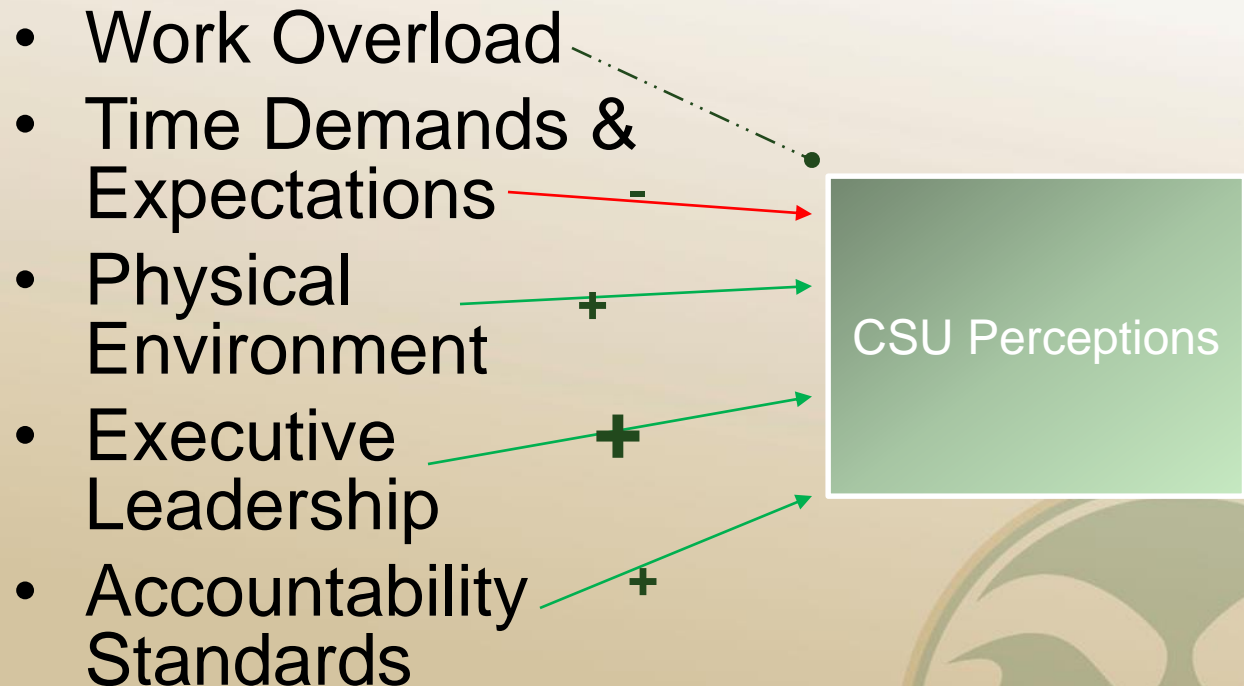 • Work Overload
• Time Demands &
Expectations
-
• Physical
Environment
+
CSU Perceptions
• Executive
Leadership
+
• Accountability
Standards
+